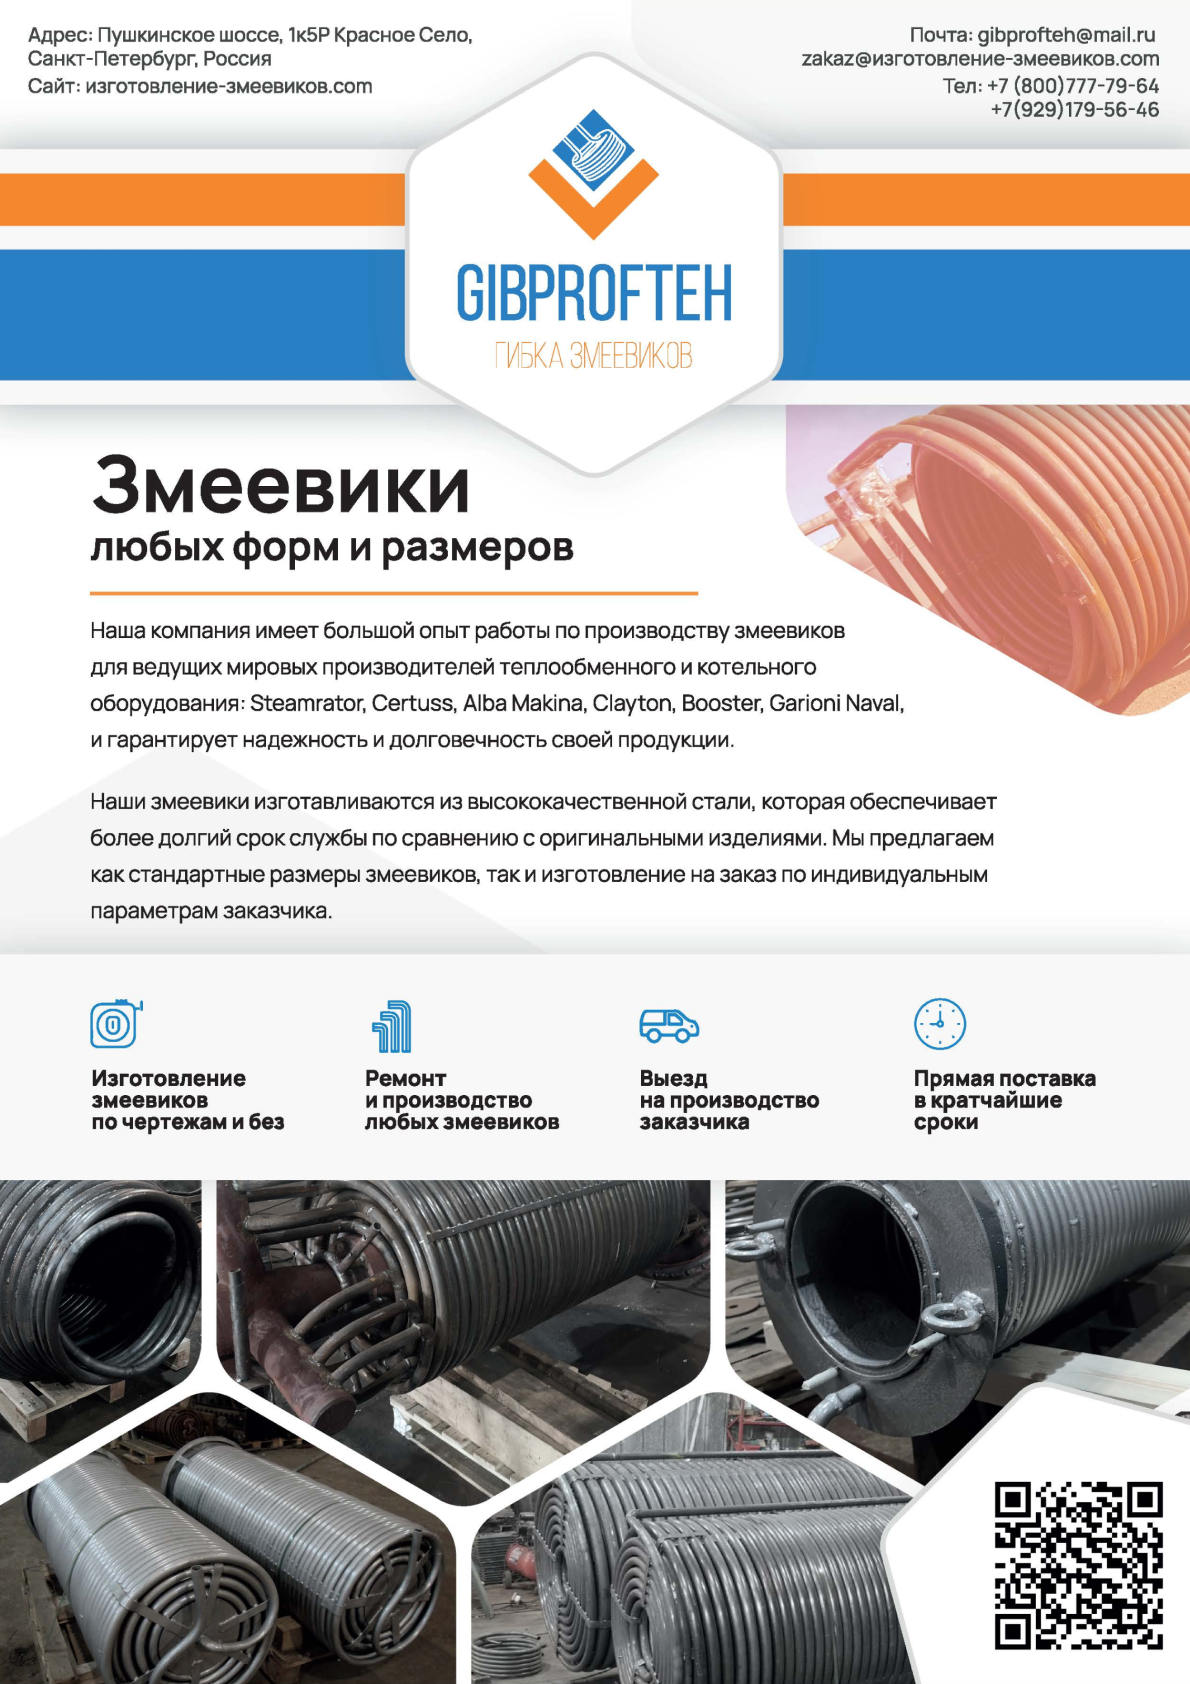 Адрес: Пушкинское шоссе, 1к5Р Красное Село,
Санкт-Петербург, Россия
Сайт: изготовление-змеевиков.com
Почта: gibprofteh@mail.ru
zakaz@изготовление-змеевиков.com
Тел: +7 (800)777-79-64
+7(929)179-56-46
GIBPROFTEH
ГИБКА ЗМЕЕВИКОВ
Змеевики
любых форм и размеров
Наша компания имеет большой опыт работы по производству змеевиков
для ведущих мировых производителей теплообменного и котельного
оборудования: Steamrator, Certuss, Alba Makina, Clayton, Booster, Garioni Naval,
и гарантирует надежность и долговечность своей продукции.
Наши змеевики изготавливаются из высококачественной стали, которая обеспечивает
более долгий срок службы по сравнению с оригинальными изделиями. Мы предлагаем
как стандартные размеры змеевиков, так и изготовление на заказ по индивидуальным
параметрам заказчика.
Изготовление
змеевиков
по чертежам и без
Ремонт
и производство
любых змеевиков
Выезд
на производство
заказчика
Прямая поставка
в кратчайшие
сроки